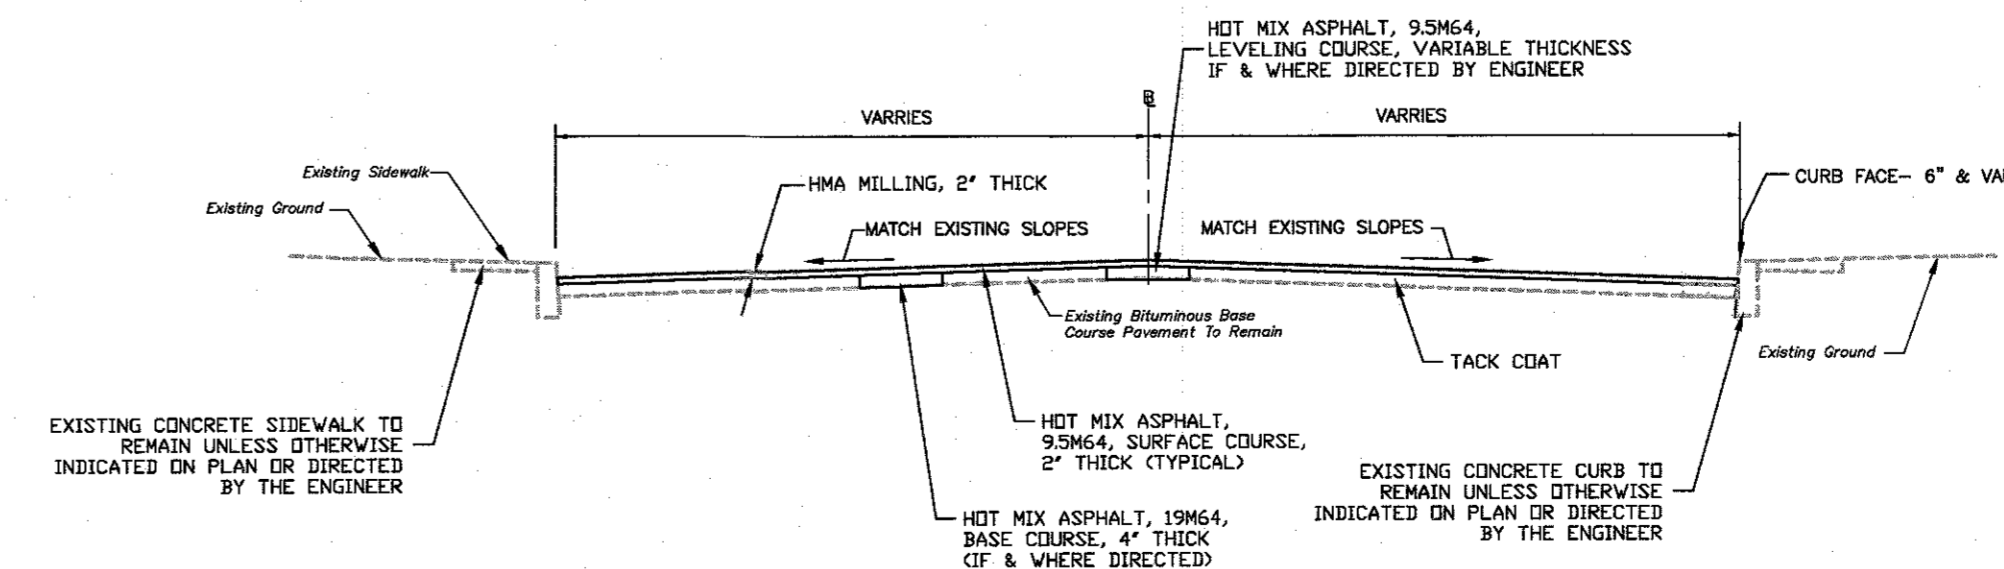 HOT MIX ASPHALT, 9.5M64,
LEVELING COURSE, VARIABLE THICKNESS
IF & WHERE DIRECTED BY ENGINEER
VARRIES
VARRIES
Existing Sidewalk
HMA MILLING, 2" THICK
CURB FACE- 6" & VA
Existing Ground
MATCH EXISTING SLOPES
MATCH EXISTING SLOPES
Existing Bituminous Base
Course Pavement To Remain
Existing Ground
TACK COAT
EXISTING CONCRETE SIDEWALK TO
REMAIN UNLESS OTHERWISE
INDICATED ON PLAN OR DIRECTED
BY THE ENGINEER
HOT MIX ASPHALT,
9.5M64, SURFACE COURSE,
2" THICK (TYPICAL)
EXISTING CONCRETE CURB TO
REMAIN UNLESS OTHERWISE
INDICATED ON PLAN OR DIRECTED
BY THE ENGINEER
HOT MIX ASPHALT, 19M64,
BASE COURSE, 4" THICK
(IF & WHERE DIRECTED)